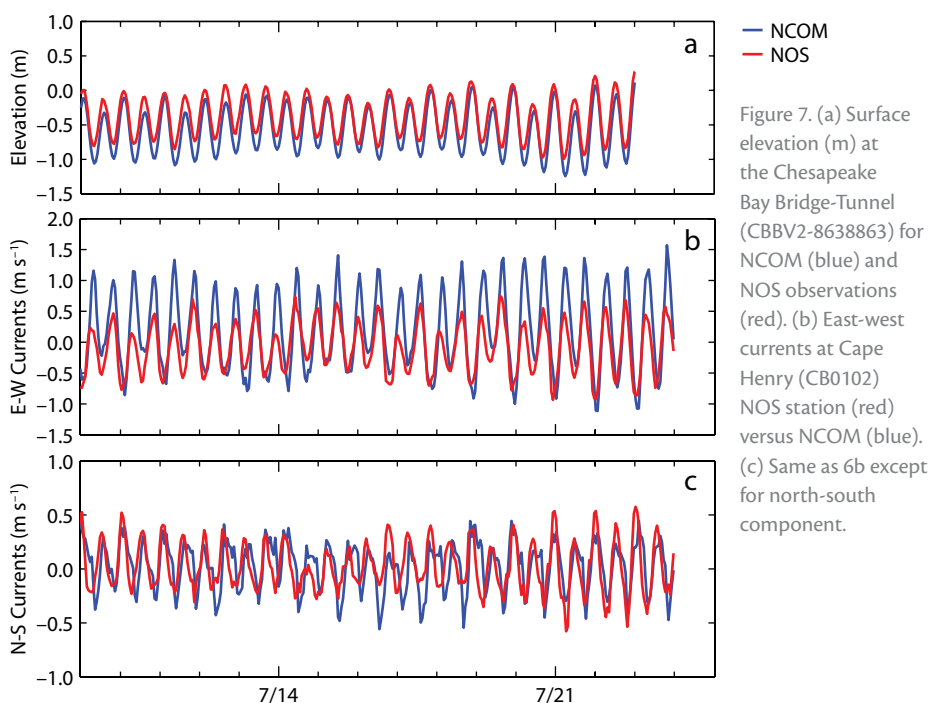 a
Elevation (m)
1.0
0.5
0.0
−0.5
−1.0
−1.5
b
E-W Currents (m s⁻¹)
2.0
1.5
1.0
0.5
0.0
−0.5
−1.0
−1.5
c
N-S Currents (m s⁻¹)
1.0
0.5
0.0
−0.5
−1.0
7/14
7/21
NCOM
NOS
Figure 7. (a) Surface
elevation (m) at
the Chesapeake
Bay Bridge-Tunnel
(CBBV2-8638863) for
NCOM (blue) and
NOS observations
(red). (b) East-west
currents at Cape
Henry (CB0102)
NOS station (red)
versus NCOM (blue).
(c) Same as 6b except
for north-south
component.